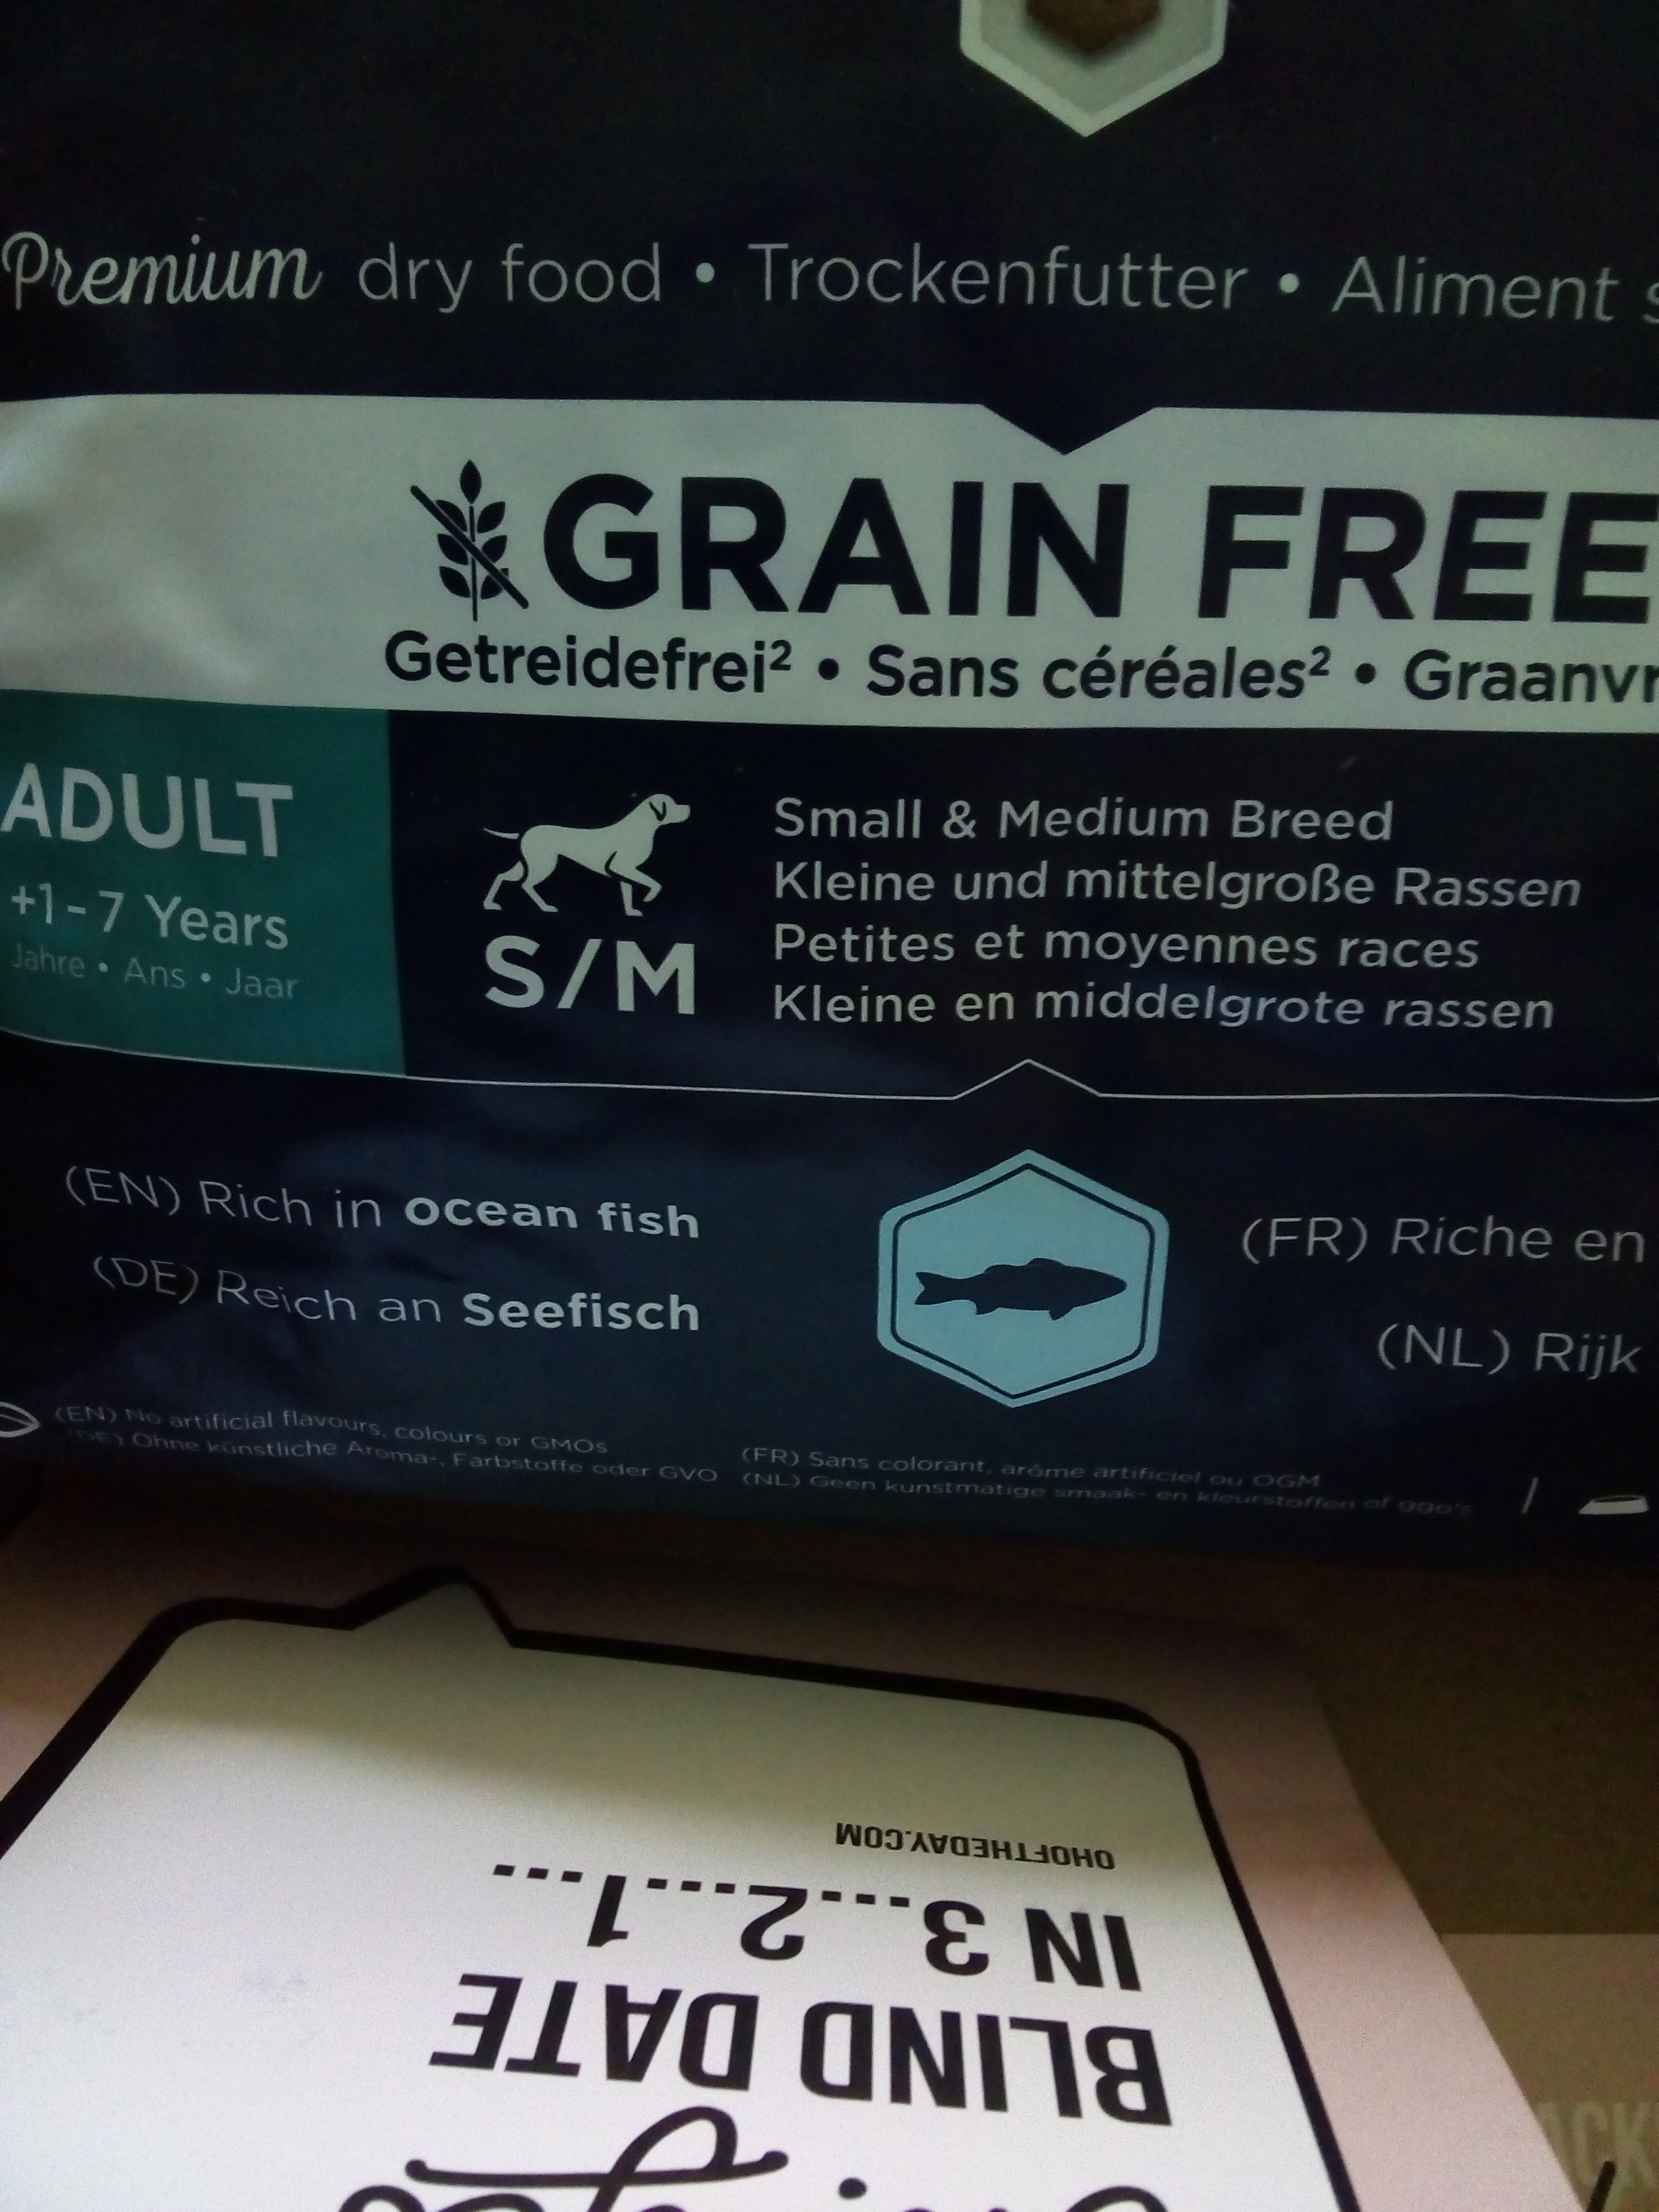 Premium dry food • Trockenfutter • Aliment
GRAIN FREE
Getreidefrei² • Sans céréales² •
ADULT
+1-7 Years
Jahre • Ans • Jaar
S/M
Small & Medium Breed
Kleine und mittelgroße Rassen
Petites et moyennes races
Kleine en middelgrote rassen
(EN) Rich in ocean fish
(DE) Reich an Seefisch
(FR) Riche en
(NL) Rijk
(EN) No artificial flavours, colours or GMOs
(DE) Ohne künstliche Aroma-, Farbstoffe oder GVO
(FR) Sans colorant, arôme artificiel ou OGM
(NL) Geen kunstmatige smaak- en kleurstoffen of ggo's
BLIND DATE
IN 3....2....1....
OHOFTHEDAY.COM